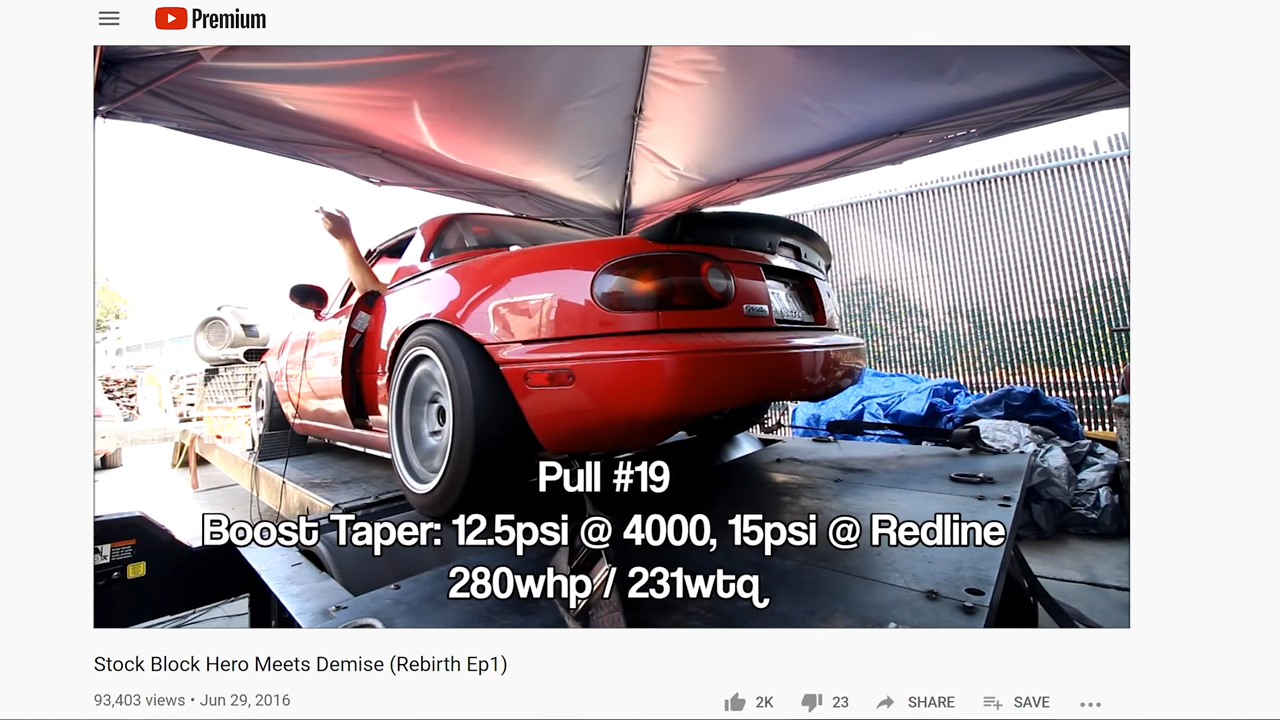 Premium
Pull #19
Boost Taper: 12.5psi @ 4000, 15psi @ Redline
280whp / 231wtq
Stock Block Hero Meets Demise (Rebirth Ep1)
93,403 views • Jun 29, 2016
2K 23 SHARE SAVE